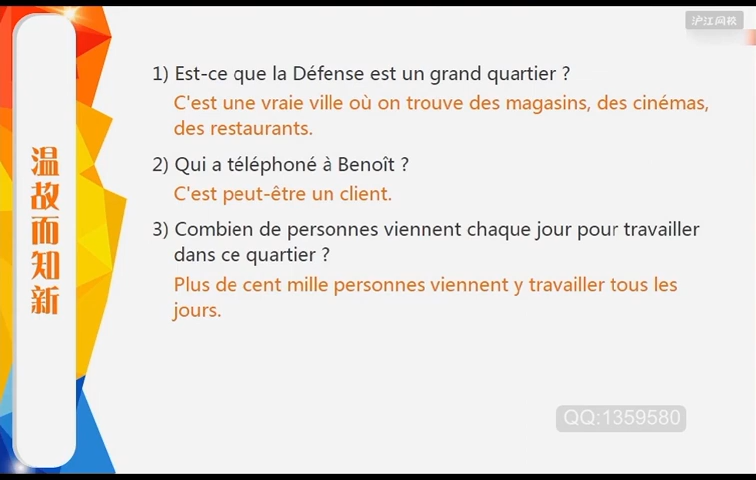 沪江网校
1) Est-ce que la Défense est un grand quartier ?
C'est une vraie ville où on trouve des magasins, des cinémas,
des restaurants.
2) Qui a téléphoné à Benoît ?
C'est peut-être un client.
3) Combien de personnes viennent chaque jour pour travailler
dans ce quartier ?
Plus de cent mille personnes viennent y travailler tous les
jours.
温故而知新
QQ:1359580